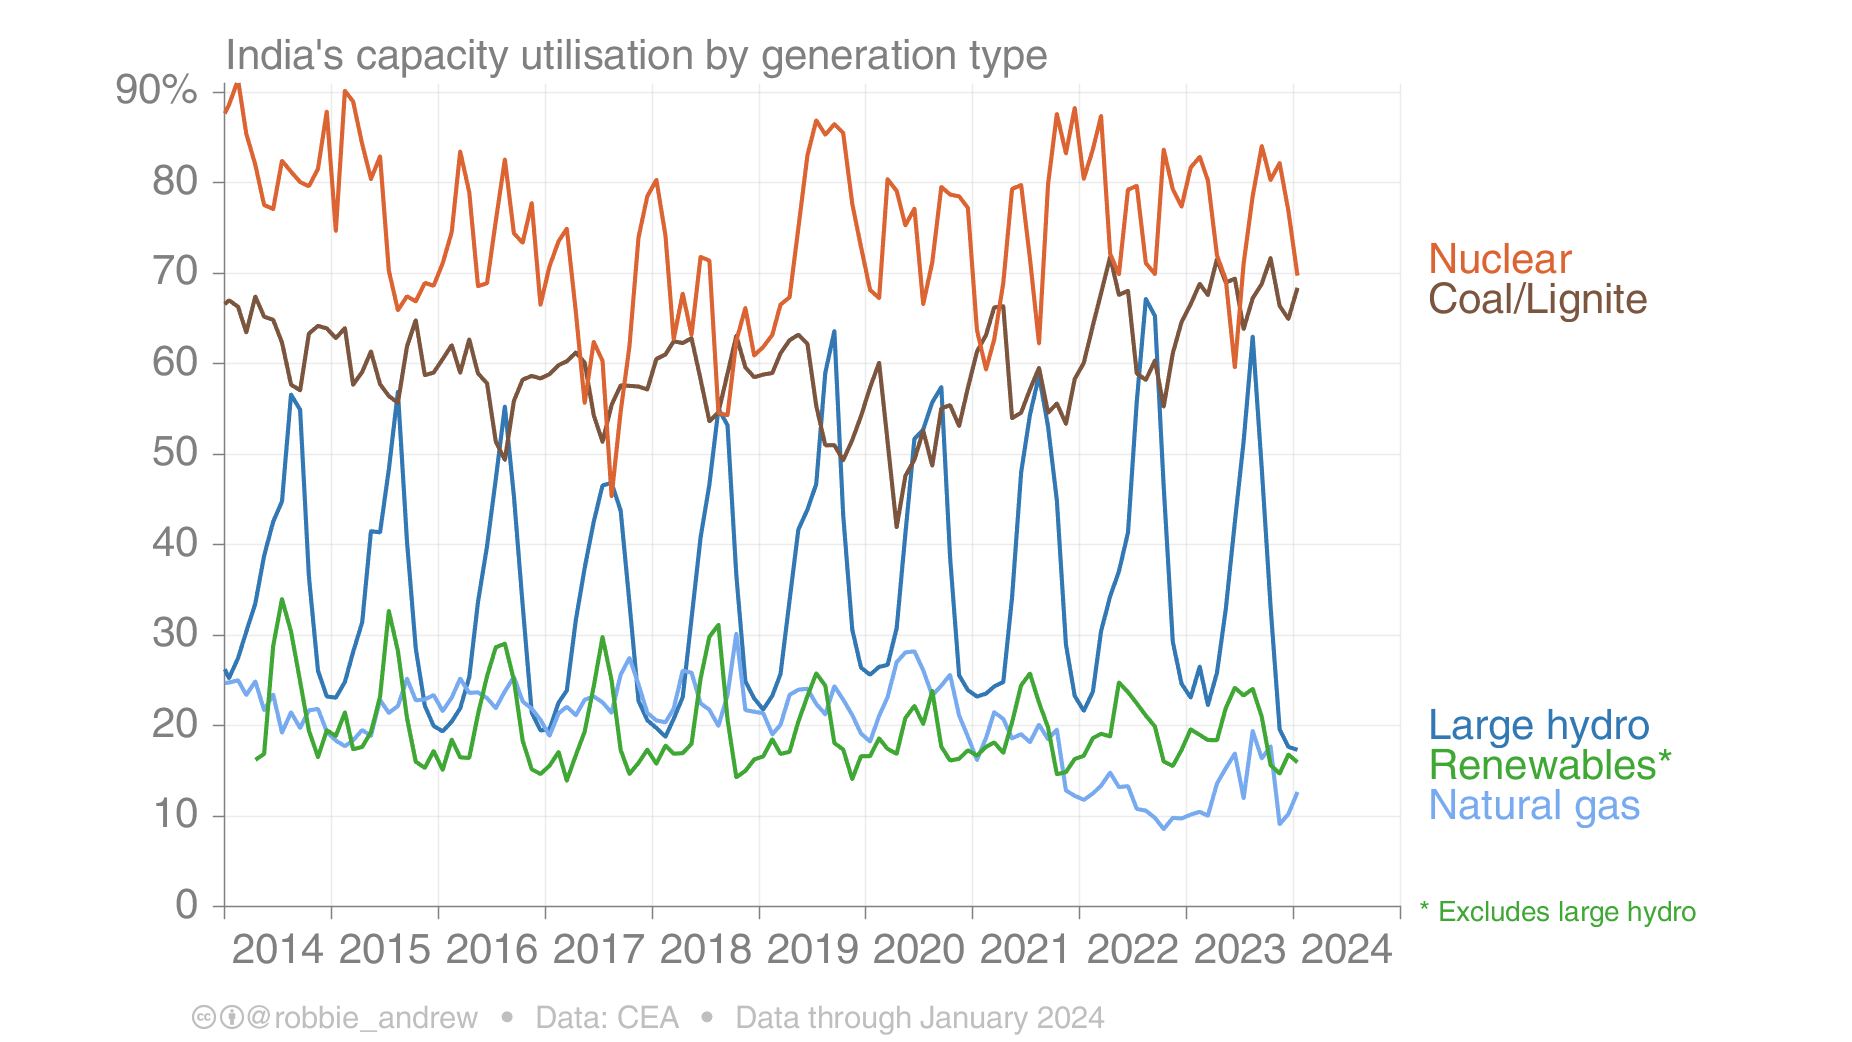 India's capacity utilisation by generation type
90%
80
70
60
50
40
30
20
10
0
2014 2015 2016 2017 2018 2019 2020 2021 2022 2023 2024
Nuclear
Coal/Lignite
Large hydro
Renewables*
Natural gas
* Excludes large hydro
cc @robbie_andrew • Data: CEA • Data through January 2024